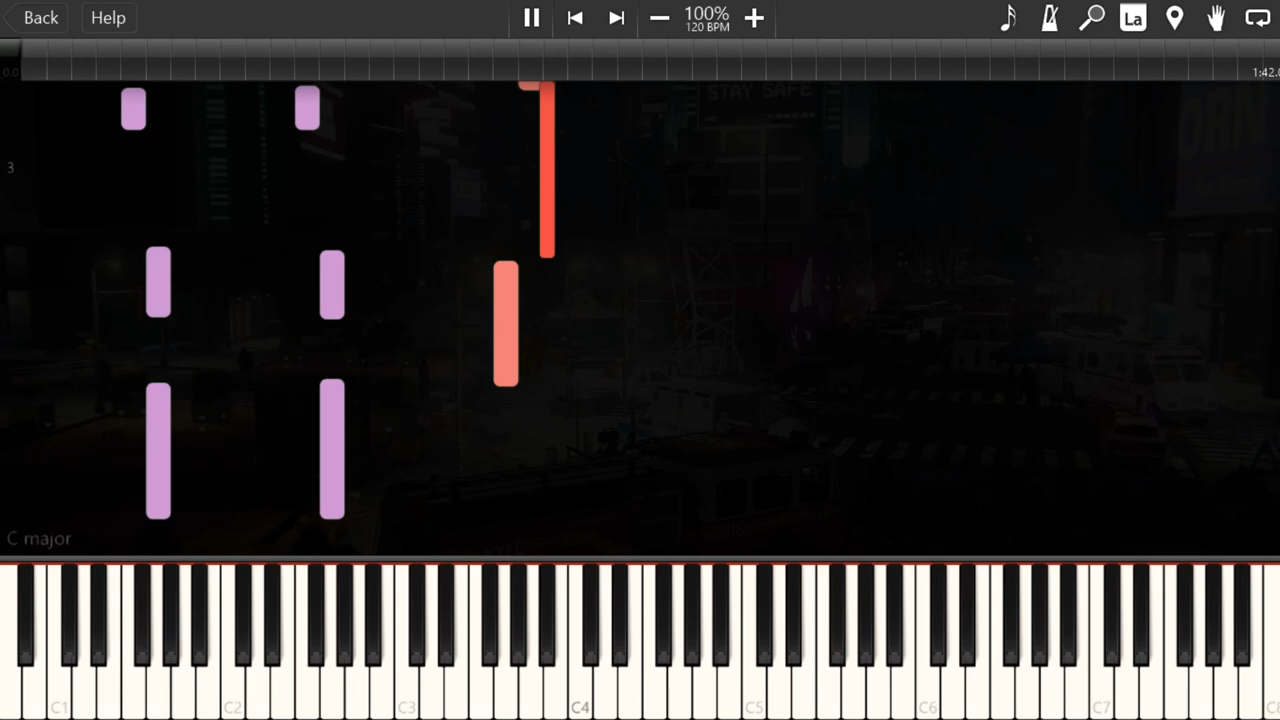 Back
Help
100%
120 BPM
La
0.0
1:42.0
STAY SAFE
3
C major
C1
C2
C3
C4
C5
C6
C7